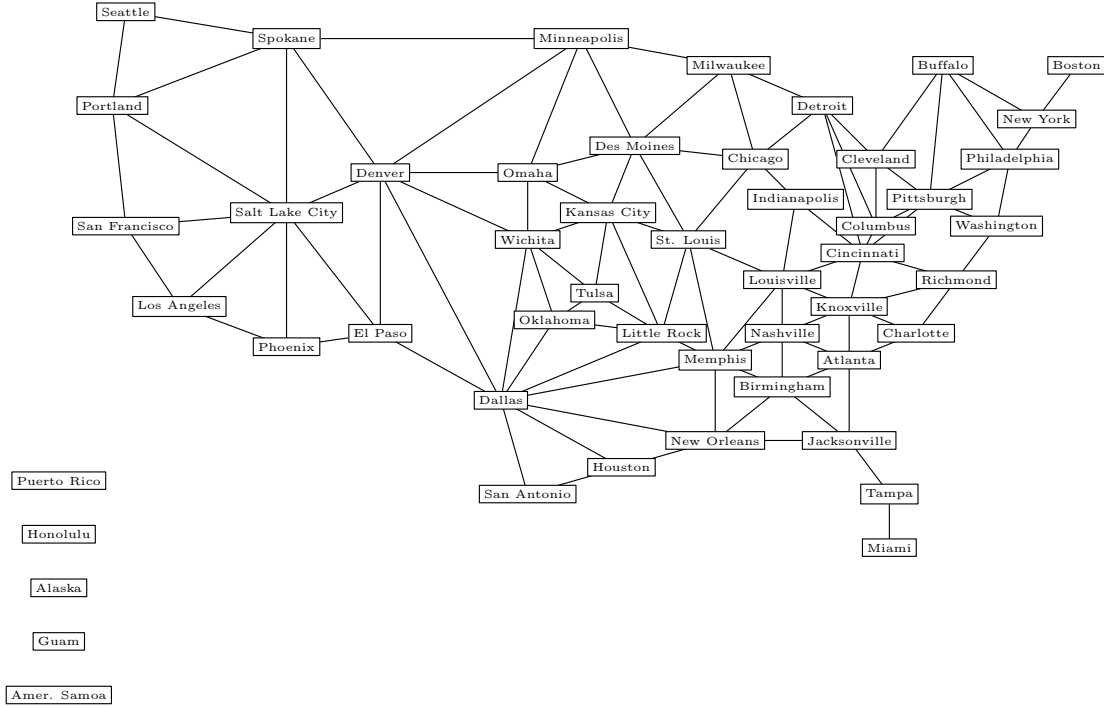 Seattle
Spokane
Minneapolis
Milwaukee
Buffalo
Boston
Portland
Detroit
New York
Des Moines
Chicago
Cleveland
Philadelphia
Denver
Omaha
Indianapolis
Pittsburgh
San Francisco
Salt Lake City
Kansas City
Columbus
Washington
Wichita
St. Louis
Cincinnati
Los Angeles
Tulsa
Louisville
Richmond
Knoxville
Phoenix
El Paso
Oklahoma
Little Rock
Nashville
Charlotte
Memphis
Atlanta
Birmingham
Dallas
New Orleans
Jacksonville
Houston
Puerto Rico
San Antonio
Tampa
Honolulu
Miami
Alaska
Guam
Amer. Samoa